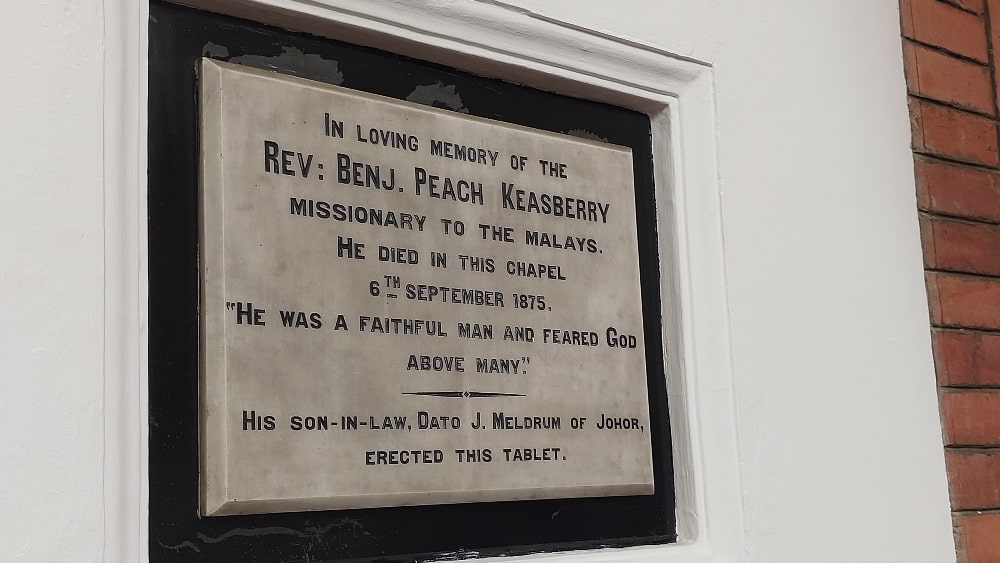 IN LOVING MEMORY OF THE
REV: BENJ. PEACH KEASBERRY
MISSIONARY TO THE MALAYS.
HE DIED IN THIS CHAPEL
6TH SEPTEMBER 1875.
"HE WAS A FAITHFUL MAN AND FEARED GOD
ABOVE MANY."
HIS SON-IN-LAW, DATO J. MELDRUM OF JOHOR,
ERECTED THIS TABLET.